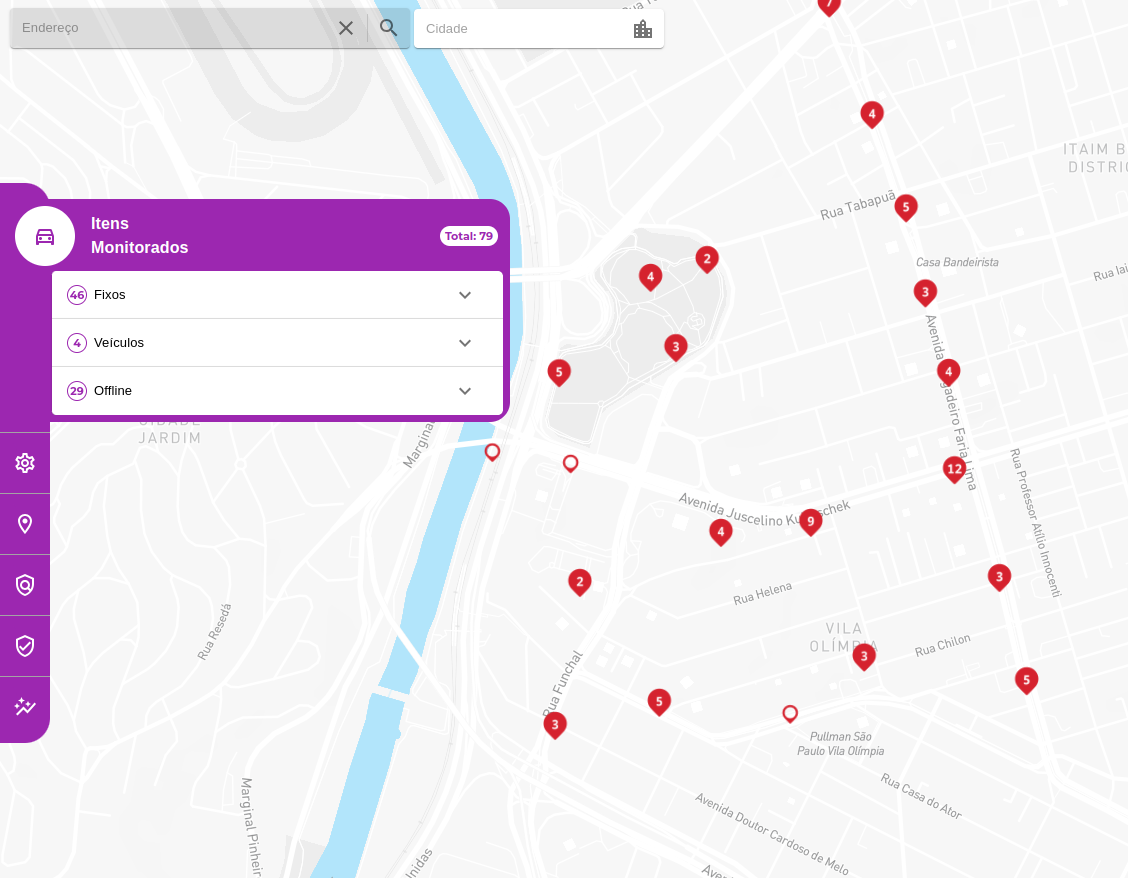 Endereço
Cidade
7
4
ITAIM B
DISTRIC
Rua Tabapuã
5
Casa Bandeirista
Rua Iai
Itens
Monitorados
Total: 79
46 Fixos
4 Veículos
29 Offline
2
4
3
3
5
4
Avenida
gadeiro Faria Lima
JARDIM
Marginal
12
Rua Professor Atílio Innocenti
Avenida Juscelino Ku
schek
4
9
2
3
Rua Helena
Rua Resedá
VILA
OLÍMPIA
3
Rua Chilon
5
Rua Funchal
5
3
Pullman São
Paulo Vila Olímpia
Rua Casa do Ator
Marginal Pinheir
Avenida Doutor Cardoso de Melo
Unidas
Aven